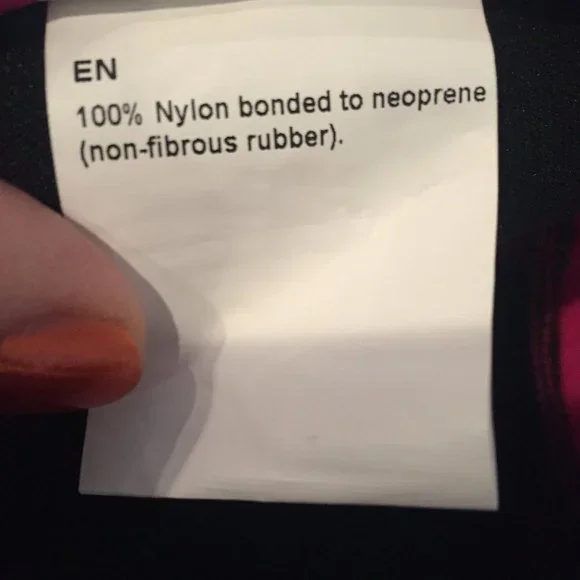 EN
100% Nylon bonded to neoprene
(non-fibrous rubber).